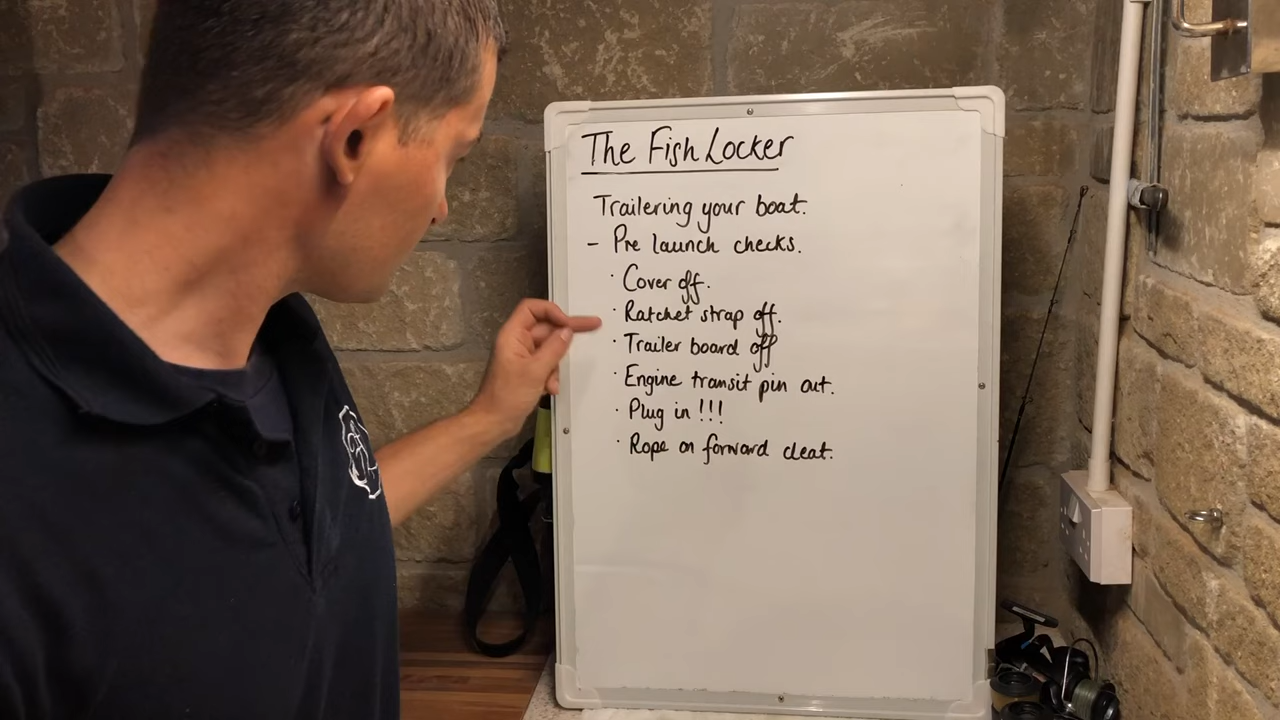 The Fish Locker
Trailering your boat.
- Pre launch checks.
· Cover off.
· Ratchet strap off.
· Trailer board off
· Engine transit pin out.
· Plug in !!!
· Rope on forward cleat.